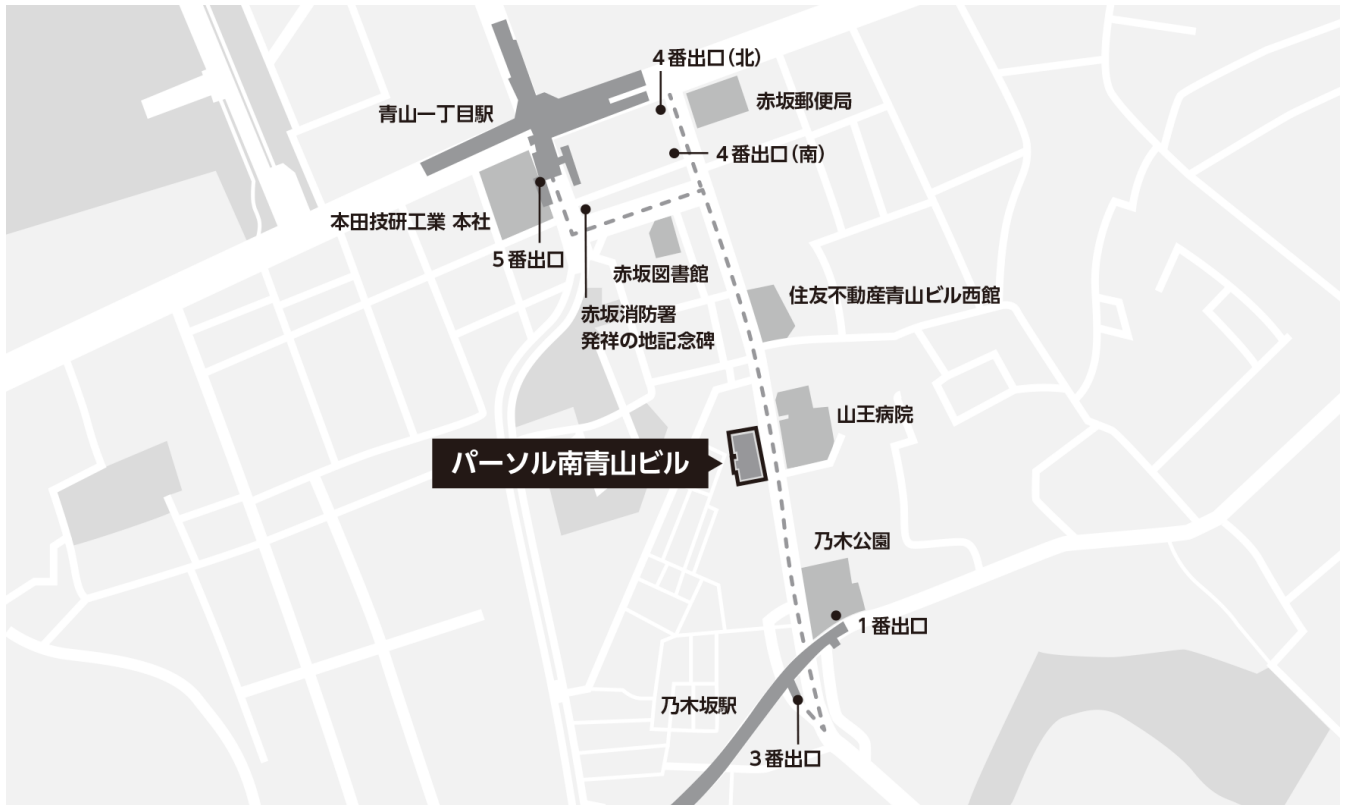 4番出口(北)
赤坂郵便局
青山一丁目駅
4番出口(南)
本田技研工業 本社
5番出口
赤坂図書館
住友不動産青山ビル西館
赤坂消防署
発祥の地記念碑
山王病院
パーソル南青山ビル
乃木公園
1番出口
乃木坂駅
3番出口